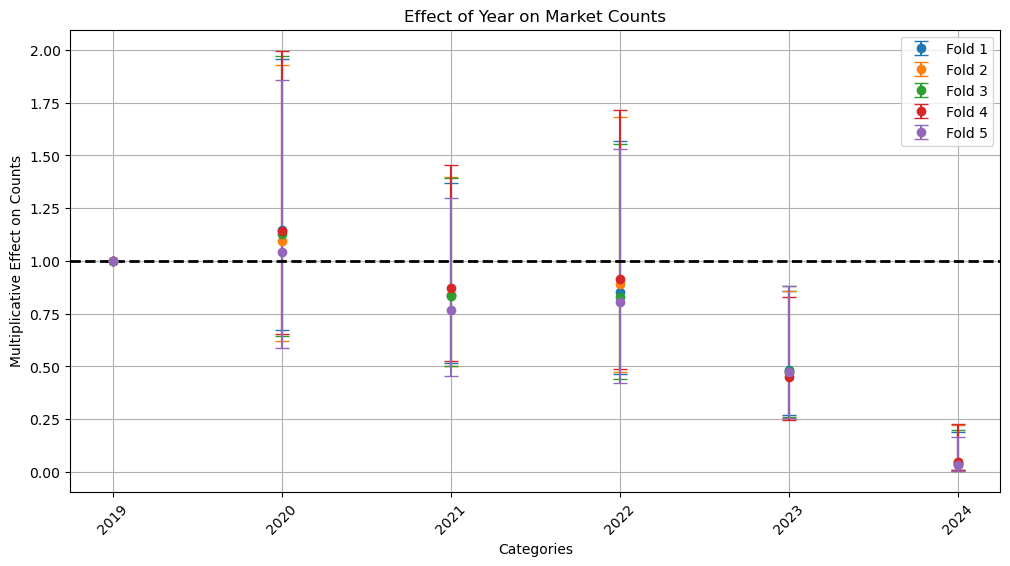 Effect of Year on Market Counts
Multiplicative Effect on Counts
2.00
1.75
1.50
1.25
1.00
0.75
0.50
0.25
0.00
Fold 1
Fold 2
Fold 3
Fold 4
Fold 5
2019
2020
2021
2022
2023
2024
Categories